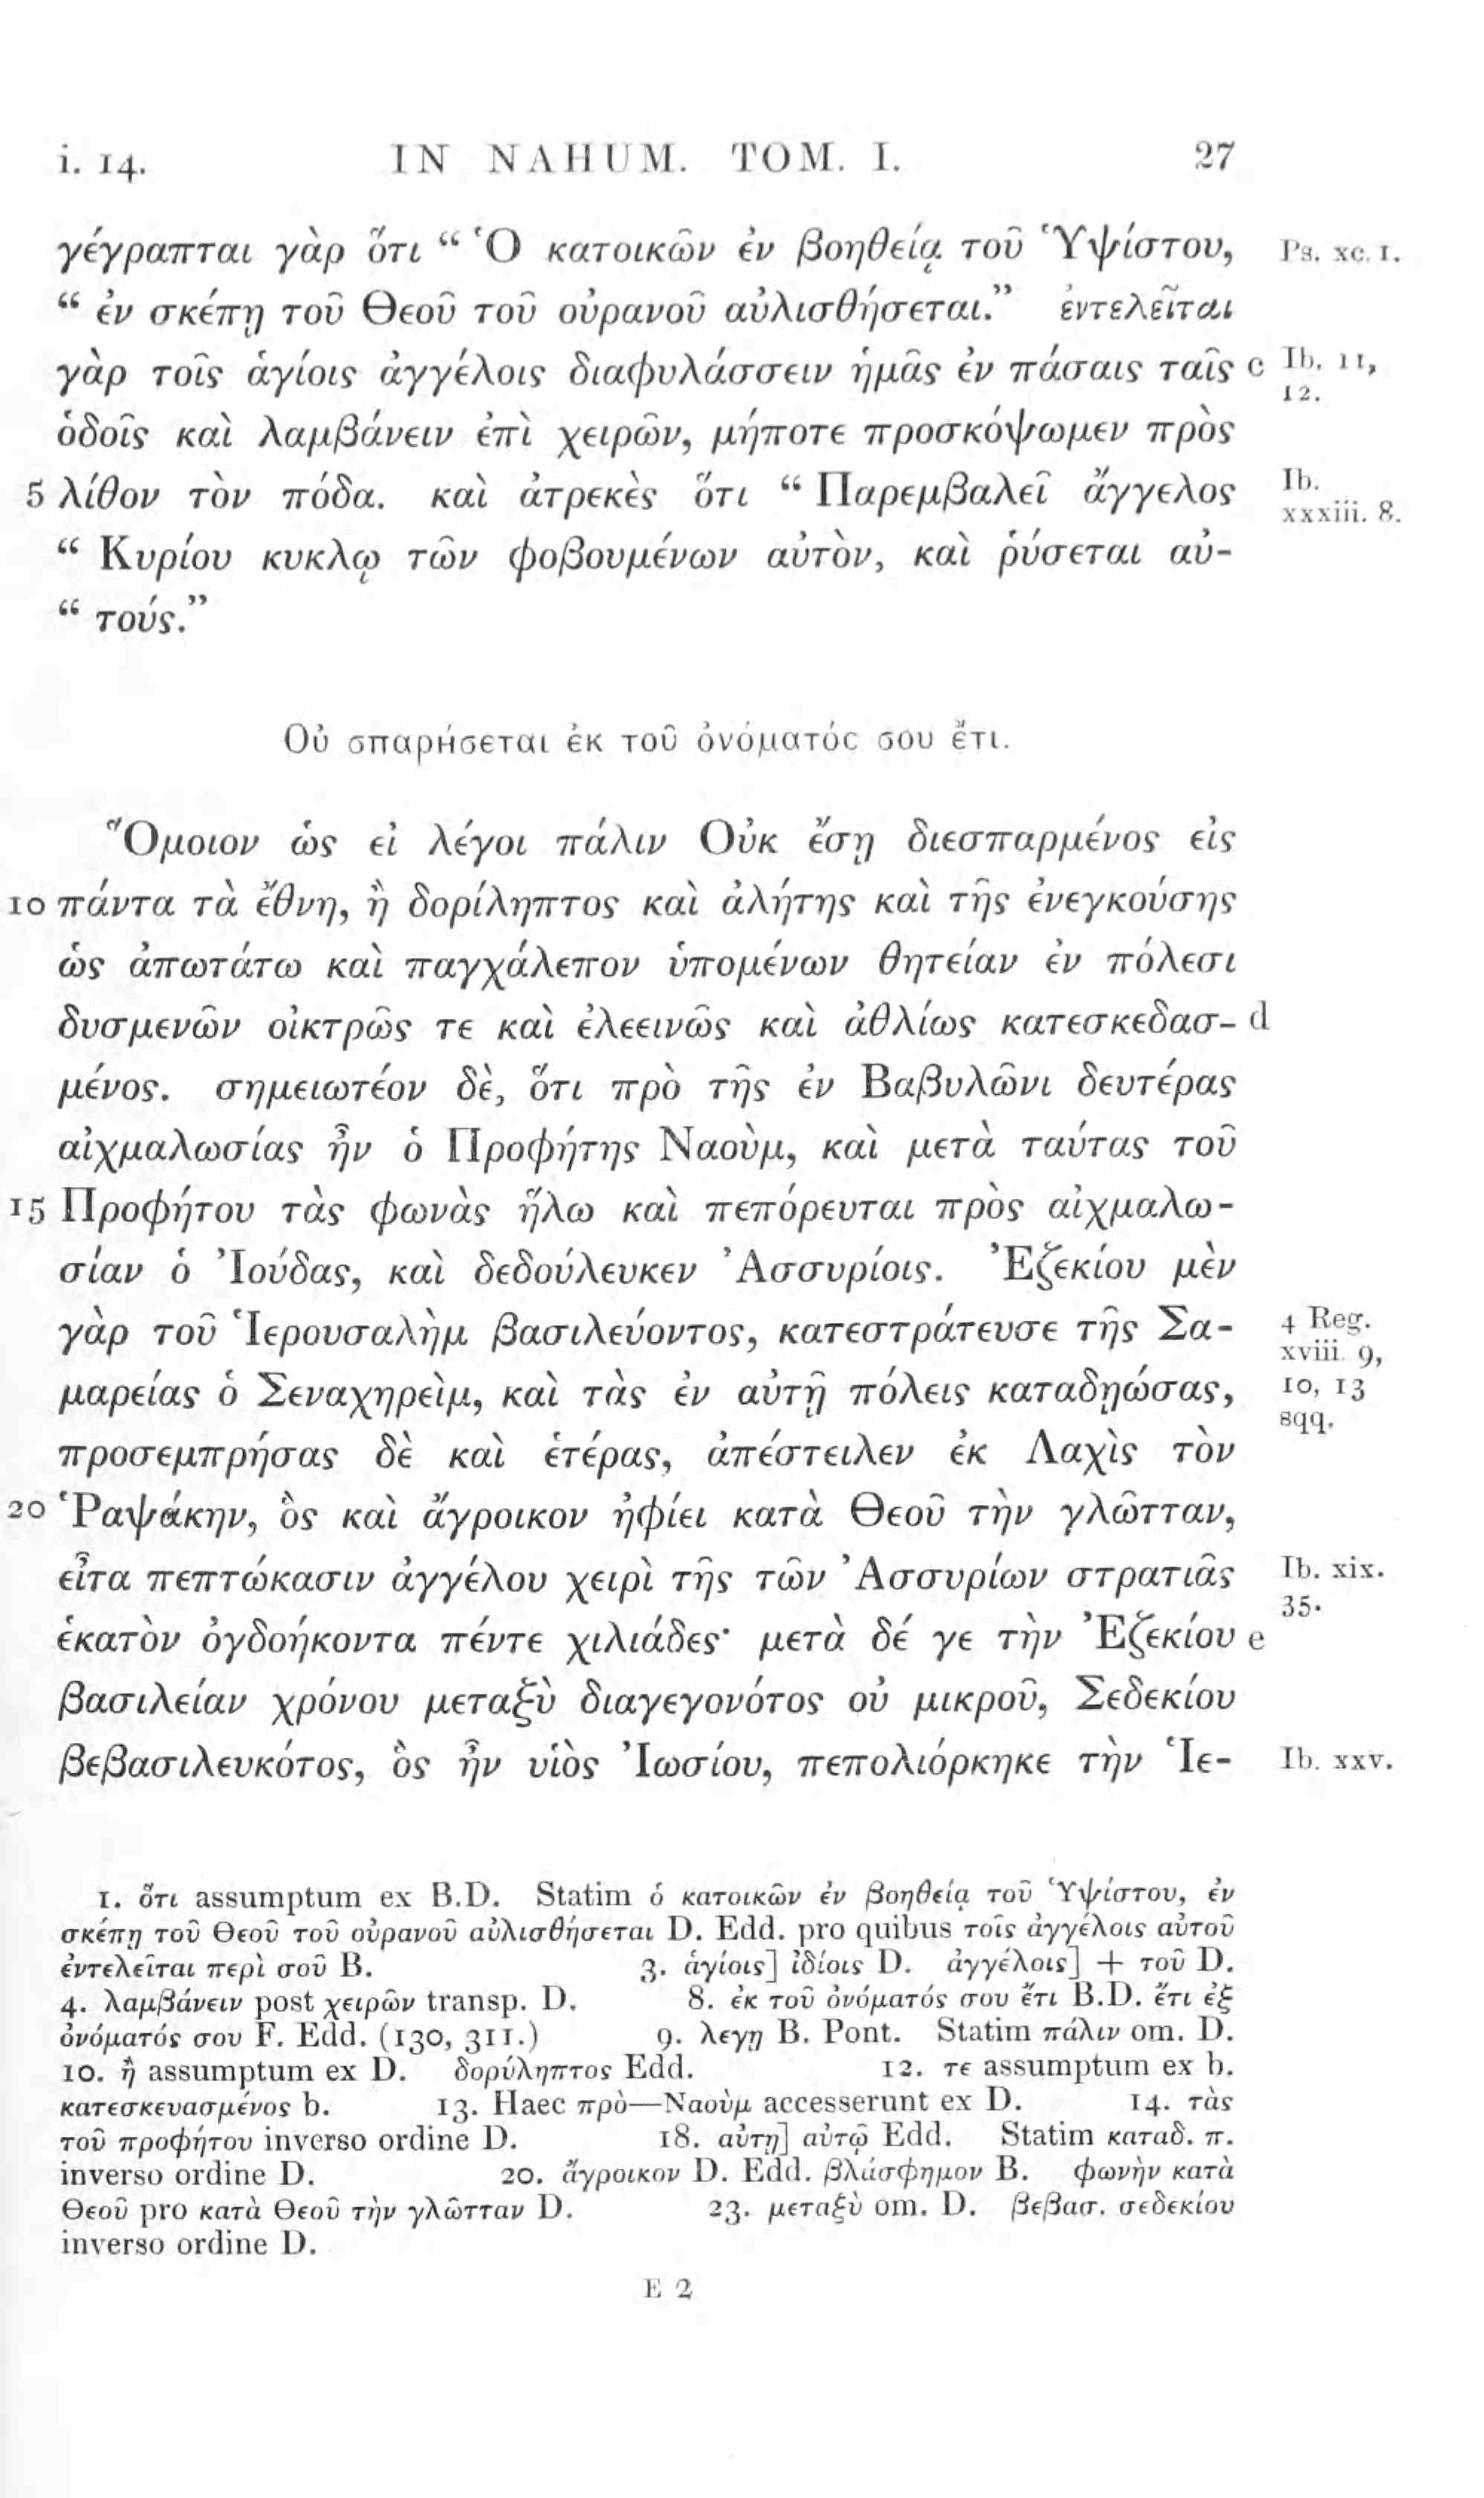 i. 14. IN NAHUM. TOM. I. 27
γέγραπται γὰρ ὅτι “ Ὁ κατοικῶν ἐν βοηθείᾳ τοῦ Ὑψίστου, Ps. xc. 1.
“ ἐν σκέπῃ τοῦ Θεοῦ τοῦ οὐρανοῦ αὐλισθήσεται.” ἐντελεῖται
γὰρ τοῖς ἁγίοις ἀγγέλοις διαφυλάσσειν ἡμᾶς ἐν πάσαις ταῖς c Ib. 11,
12.
ὁδοῖς καὶ λαμβάνειν ἐπὶ χειρῶν, μήποτε προσκόψωμεν πρὸς
5 λίθον τὸν πόδα. καὶ ἀτρεκὲς ὅτι “ Παρεμβαλεῖ ἄγγελος Ib.
xxxiii. 8.
“ Κυρίου κυκλῳ τῶν φοβουμένων αὐτὸν, καὶ ῥύσεται αὐ-
“ τούς.”
Οὐ σπαρήσεται ἐκ τοῦ ὀνόματός σου ἔτι.
Ὅμοιον ὡς εἰ λέγοι πάλιν Οὐκ ἔσῃ διεσπαρμένος εἰς
10 πάντα τὰ ἔθνη, ἢ δορίληπτος καὶ ἀλήτης καὶ τῆς ἐνεγκούσης
ὡς ἀπωτάτω καὶ παγχάλεπον ὑπομένων θητείαν ἐν πόλεσι
δυσμενῶν οἰκτρῶς τε καὶ ἐλεεινῶς καὶ ἀθλίως κατεσκεδασ- d
μένος. σημειωτέον δὲ, ὅτι πρὸ τῆς ἐν Βαβυλῶνι δευτέρας
αἰχμαλωσίας ἦν ὁ Προφήτης Ναοὺμ, καὶ μετὰ ταύτας τοῦ
15 Προφήτου τὰς φωνὰς ἥλω καὶ πεπόρευται πρὸς αἰχμαλω-
σίαν ὁ Ἰούδας, καὶ δεδούλευκεν Ἀσσυρίοις. Ἐζεκίου μὲν
γὰρ τοῦ Ἱερουσαλὴμ βασιλεύοντος, κατεστράτευσε τῆς Σα- 4 Reg.
xviii. 9,
μαρείας ὁ Σεναχηρεὶμ, καὶ τὰς ἐν αὐτῇ πόλεις καταδῃώσας, 10, 13
sqq.
προσεμπρήσας δὲ καὶ ἑτέρας, ἀπέστειλεν ἐκ Λαχὶς τὸν
20 Ῥαψάκην, ὃς καὶ ἄγροικον ἠφίει κατὰ Θεοῦ τὴν γλῶτταν,
εἶτα πεπτώκασιν ἀγγέλου χειρὶ τῆς τῶν Ἀσσυρίων στρατιᾶς Ib. xix.
35.
ἑκατὸν ὀγδοήκοντα πέντε χιλιάδες· μετὰ δέ γε τὴν Ἐζεκίου e
βασιλείαν χρόνου μεταξὺ διαγεγονότος οὐ μικροῦ, Σεδεκίου
βεβασιλευκότος, ὃς ἦν υἱὸς Ἰωσίου, πεπολιόρκηκε τὴν Ἱε- Ib. xxv.
1. ὅτι assumptum ex B.D. Statim ὁ κατοικῶν ἐν βοηθείᾳ τοῦ Ὑψίστου, ἐν
σκέπῃ τοῦ Θεοῦ τοῦ οὐρανοῦ αὐλισθήσεται D. Edd. pro quibus τοῖς ἀγγέλοις αὐτοῦ
ἐντελεῖται περὶ σοῦ B. 3. ἁγίοις] ἰδίοις D. ἀγγέλοις] + τοῦ D.
4. λαμβάνειν post χειρῶν transp. D. 8. ἐκ τοῦ ὀνόματός σου ἔτι B.D. ἔτι ἐξ
ὀνόματός σου F. Edd. (130, 311.) 9. λεγῃ B. Pont. Statim πάλιν om. D.
10. ἢ assumptum ex D. δορύληπτος Edd. 12. τε assumptum ex b.
κατεσκευασμένος b. 13. Haec πρὸ—Ναοὺμ accesserunt ex D. 14. τὰς
τοῦ προφήτου inverso ordine D. 18. αὐτῃ] αὐτῷ Edd. Statim καταδ. π.
inverso ordine D. 20. ἄγροικον D. Edd. βλάσφημον B. φωνὴν κατὰ
Θεοῦ pro κατὰ Θεοῦ τὴν γλῶτταν D. 23. μεταξὺ om. D. βεβασ. σεδεκίου
inverso ordine D.
E 2